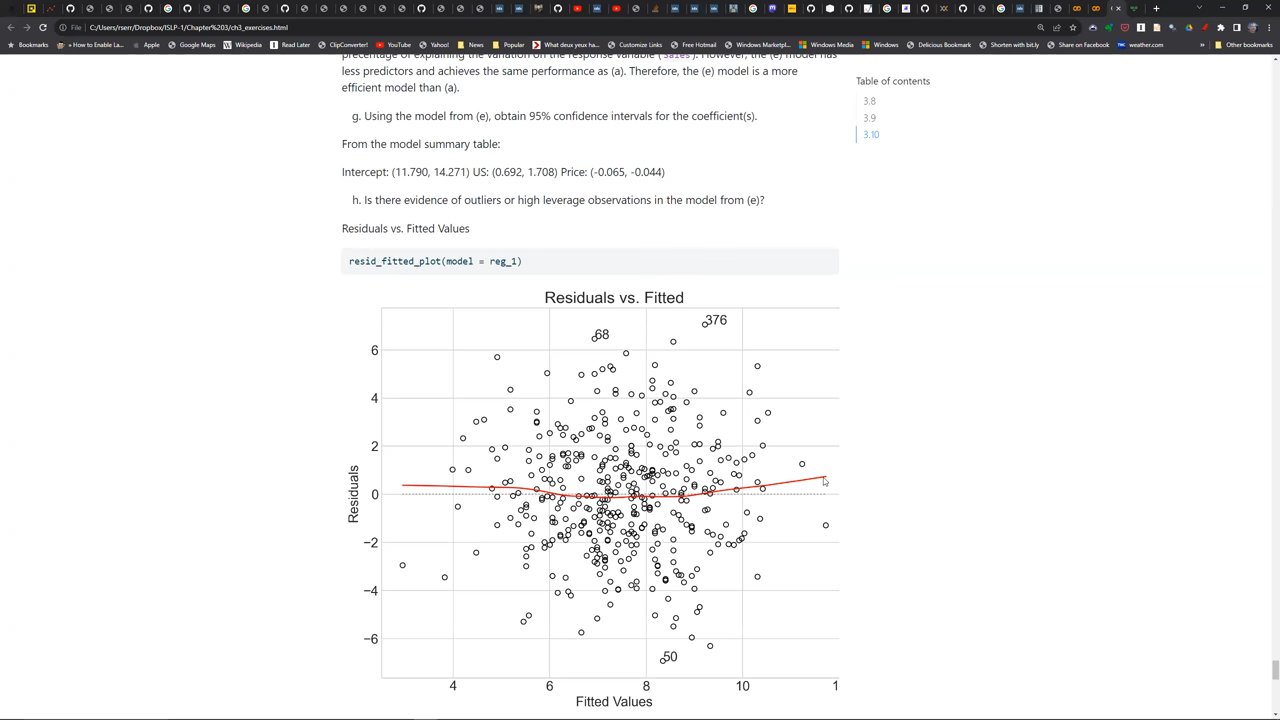 File
C:/Users/rserr/Dropbox/ISLP-1/Chapter%203/ch3_exercises.html
Bookmarks » How to Enable La... Apple Google Maps Wikipedia Read Later ClipConverter! YouTube Yahoo! News Popular What deux yeux ha... Customize Links Free Hotmail Windows Marketpl... Windows Media Windows Delicious Bookmark Shorten with bit.ly Share on Facebook weather.com Other bookmarks
precentage of explaining the variation on the response variable (Sales). However, the (e) model has
less predictors and achieves the same performance as (a). Therefore, the (e) model is a more
efficient model than (a).
g. Using the model from (e), obtain 95% confidence intervals for the coefficient(s).
From the model summary table:
Intercept: (11.790, 14.271) US: (0.692, 1.708) Price: (-0.065, -0.044)
h. Is there evidence of outliers or high leverage observations in the model from (e)?
Residuals vs. Fitted Values
resid_fitted_plot(model = reg_1)
Residuals vs. Fitted
376
68
50
6
4
2
0
−2
−4
−6
Residuals
4 6 8 10 1
Fitted Values
Table of contents
3.8
3.9
3.10